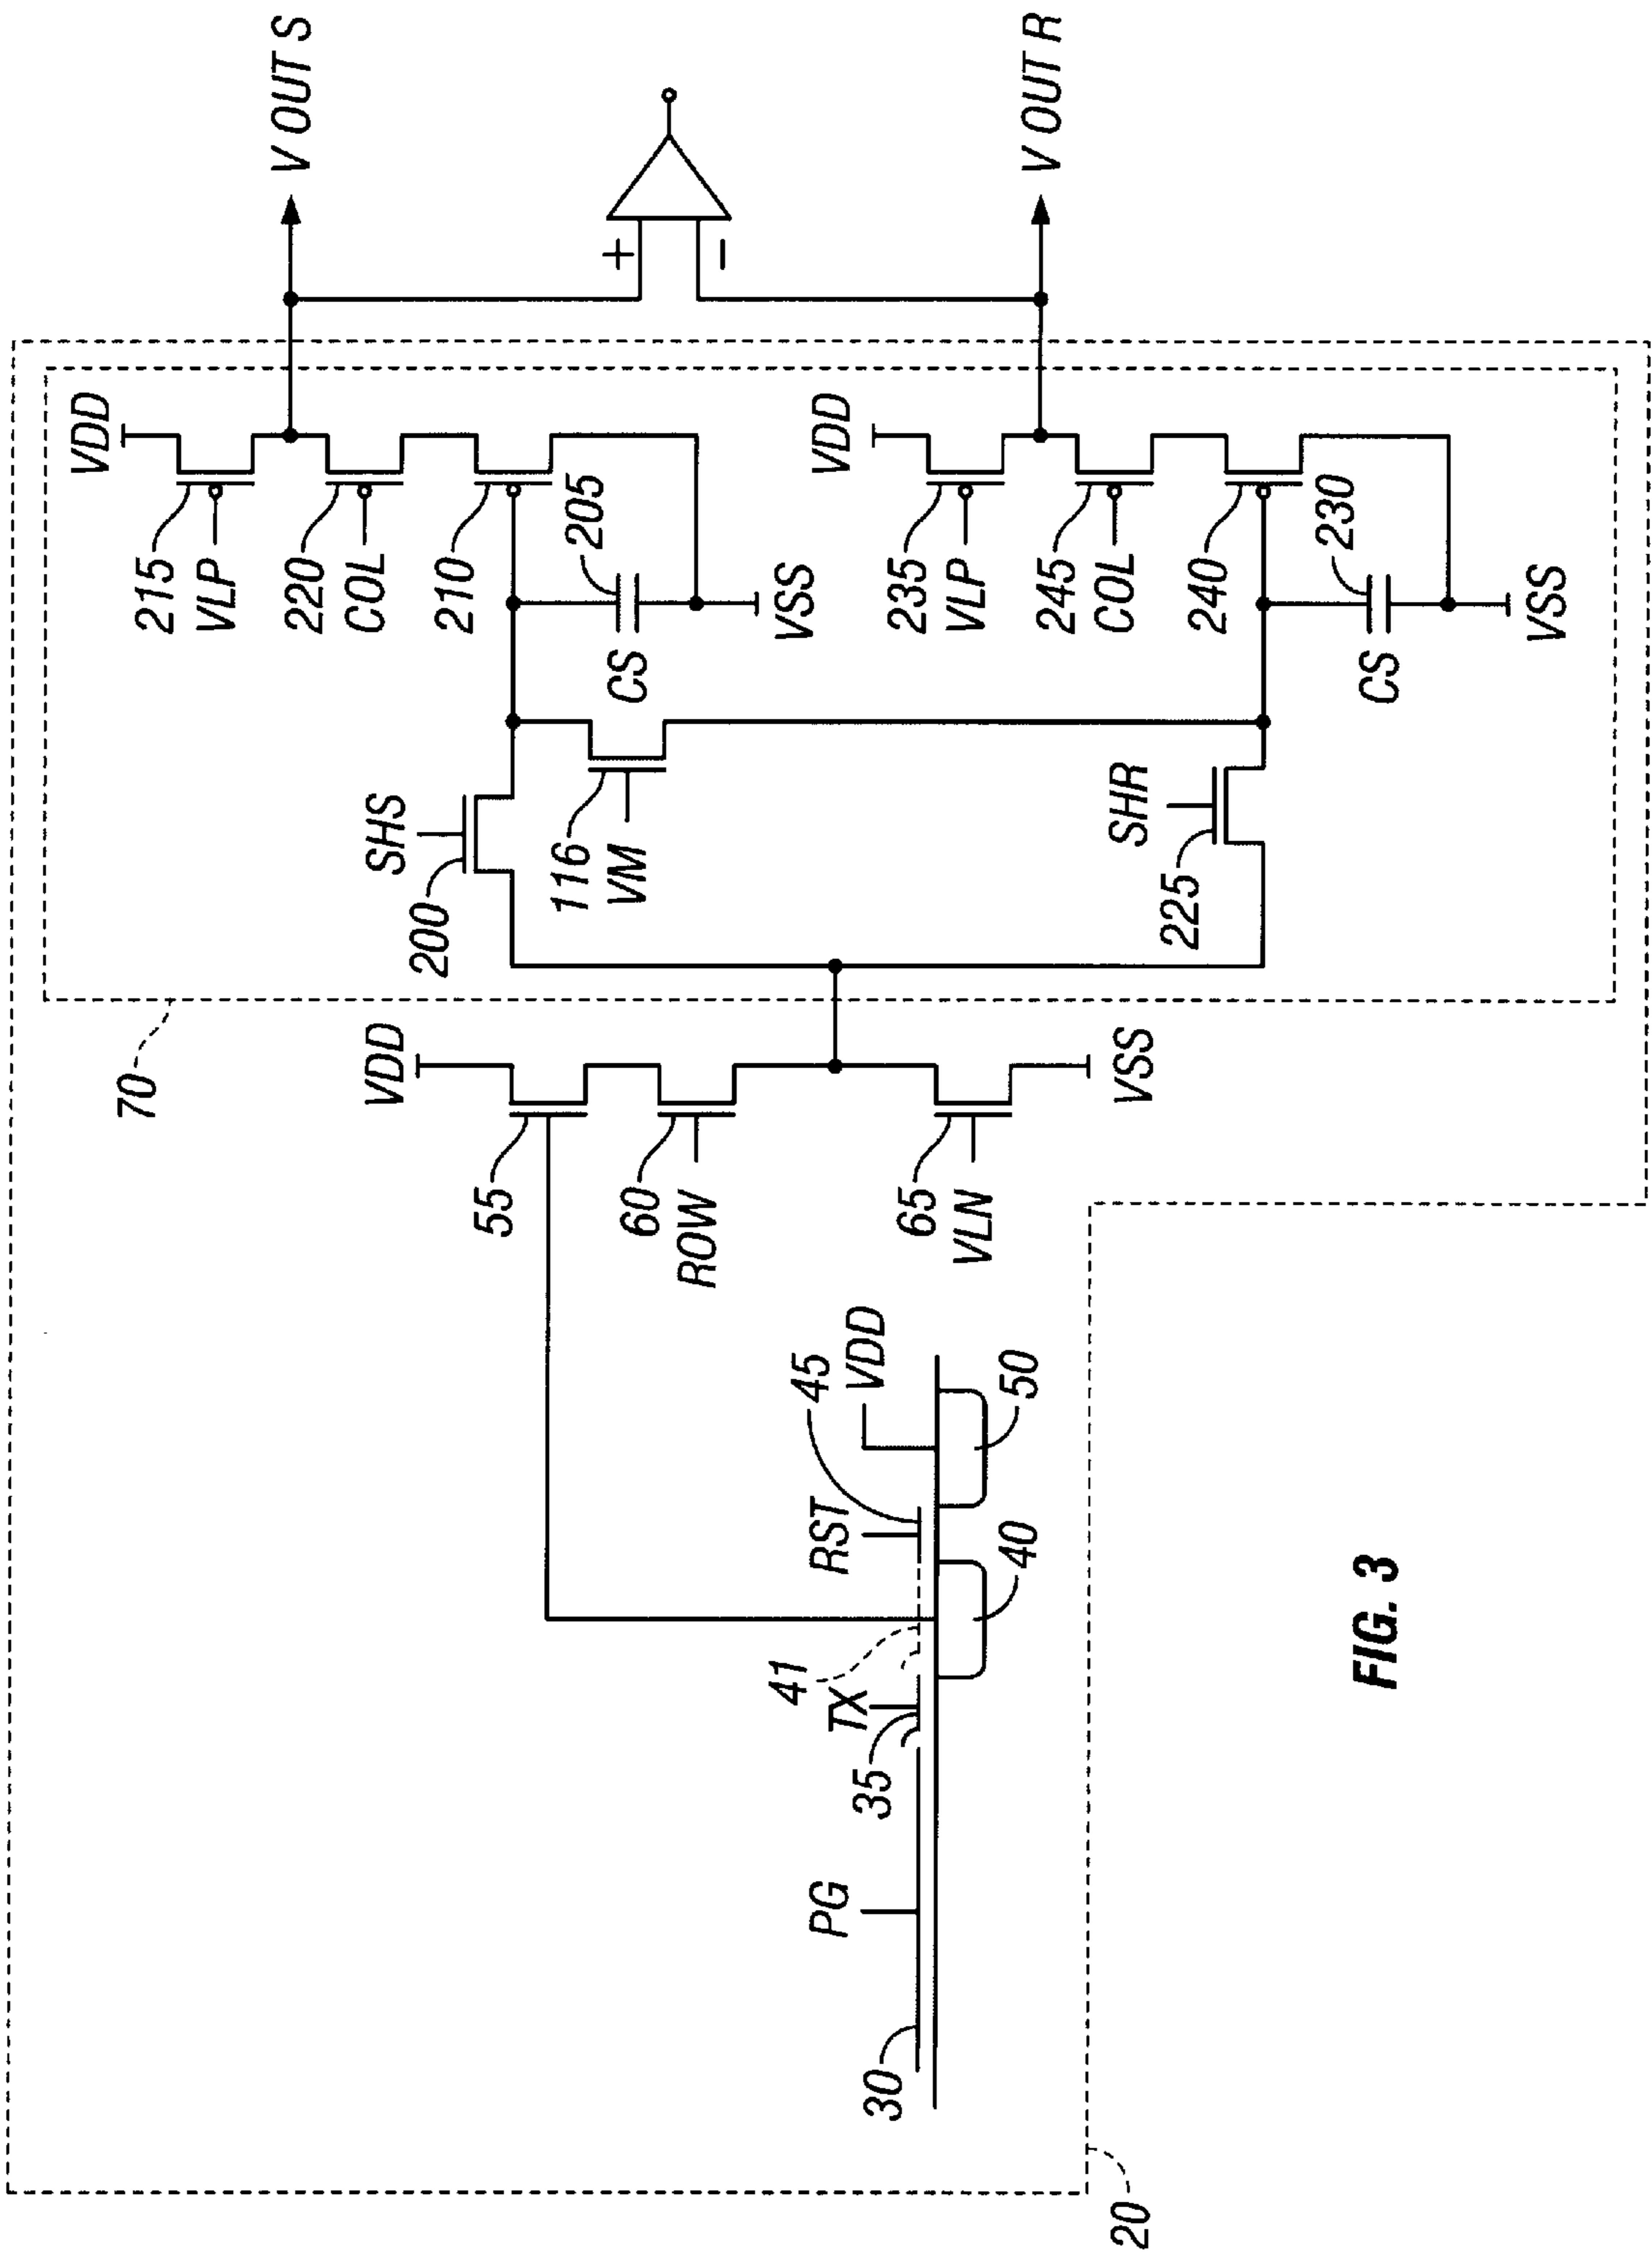 V OUT S
V OUT R
+
−
VDD
215
VLP
220
COL
210
205
CS
VSS
VDD
235
VLP
245
COL
240
230
CS
VSS
SHS
200
116
VM
SHR
225
70
VDD
55
60
ROW
65
VLN
VSS
30
PG
35
TX
41
RST
45
VDD
40
50
20
FIG. 3